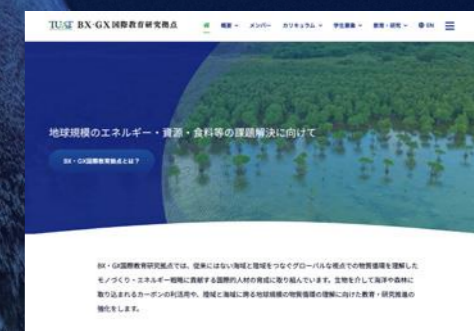 TUAT BX·GX国際教育研究拠点 概要 メンバー カリキュラム 学生募集 教育・研究 EN
地球規模のエネルギー・資源・食料等の課題解決に向けて
BX・GX国際教育拠点とは？
BX・GX国際教育研究拠点では、従来にはない海域と陸域をつなぐグローバルな視点での物質循環を理解した
モノづくり・エネルギー戦略に貢献する国際的人材の育成に取り組んでいます。生物を介して海洋や森林に
取り込まれるカーボンの利活用や、陸域と海域に跨る地球規模の物質循環の理解に向けた教育・研究推進の
強化をします。